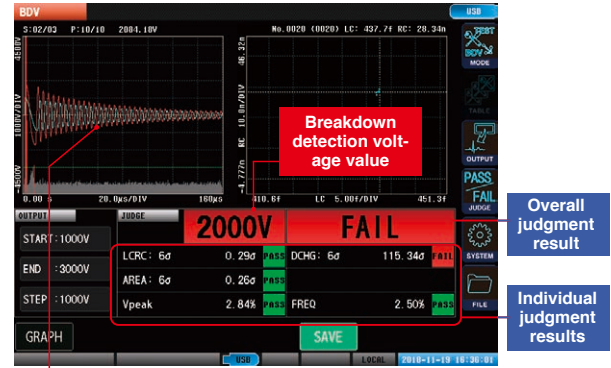 BDV
USB
S:02/03 P:10/10 2004.10V
No.0020 (0020) LC: 437.7f RC: 28.34n
4500V
1000V/DIV
-4500V
0.00 s 20.0µs/DIV 160µs
46.32n
RC 10.0n/DIV
-4.777n
410.6f LC 5.00f/DIV 451.3f
Breakdown
detection volt-
age value
TEST
BDV
MODE
TABLE
OUTPUT
PASS
FAIL
JUDGE
SYSTEM
FILE
OUTPUT
START:1000V
END :3000V
STEP :1000V
JUDGE
2000V FAIL
LCRC: 6σ 0.29σ PASS DCHG: 6σ 115.34σ FAIL
AREA: 6σ 0.26σ PASS
Vpeak 2.84% PASS FREQ 2.50% PASS
Overall
judgment
result
Individual
judgment
results
GRAPH
SAVE
USB
LOCAL 2018-11-19 16:36:01